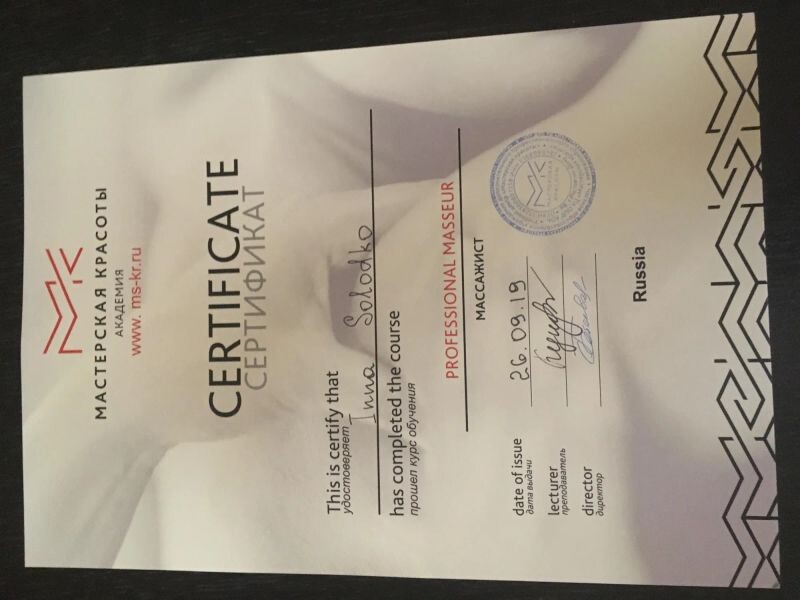 МАСТЕРСКАЯ КРАСОТЫ
АКАДЕМИЯ
www. ms-kr.ru
CERTIFICATE
СЕРТИФИКАТ
This is certify that
удостоверяет
Inna Solodko
has completed the course
прошел курс обучения
PROFESSIONAL MASSEUR
МАССАЖИСТ
date of issue 26.09.19
дата выдачи
lecturer
преподаватель
director
директор
Russia